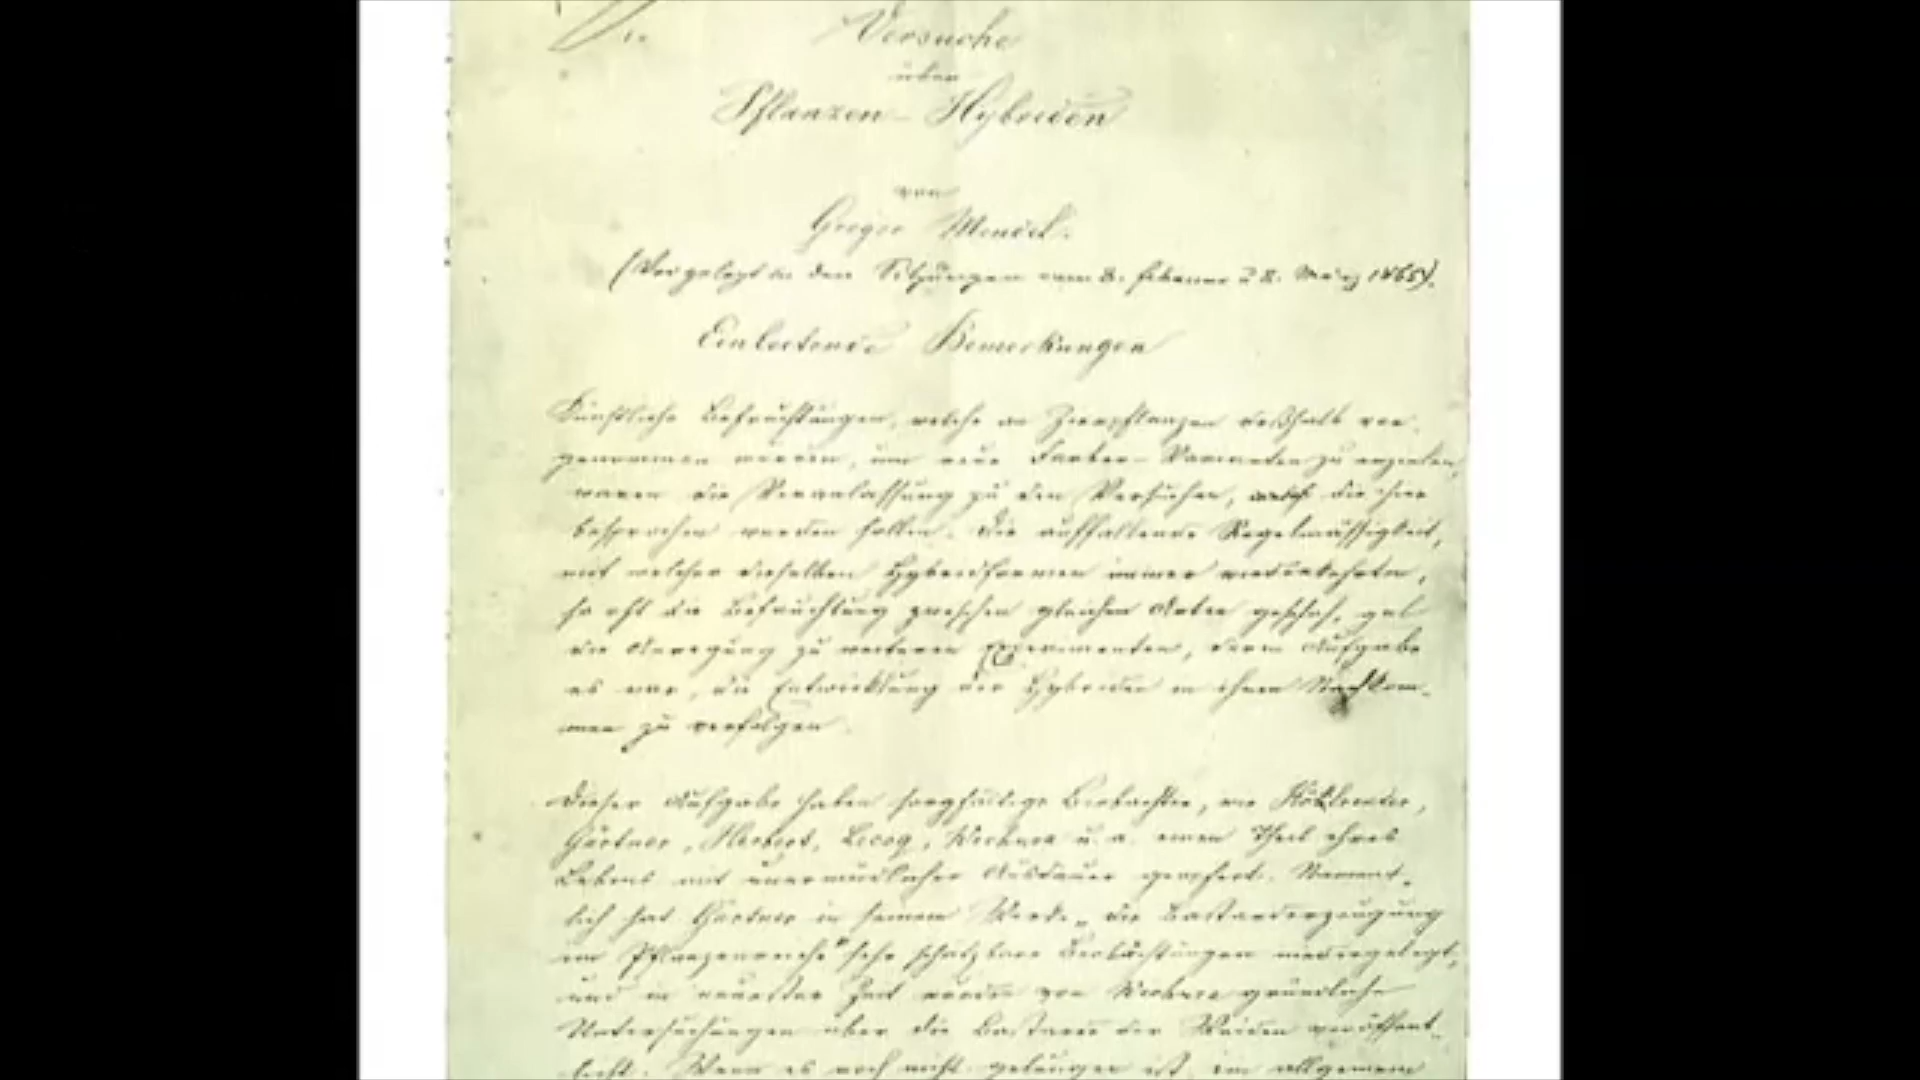 Versuche
über
Pflanzen-Hybriden
von
Gregor Mendel.
(Vorgelegt in den Sitzungen vom 8. Februar u 8. März 1865).
Einleitende Bemerkungen
Künstliche Befruchtungen, welche an Zierpflanzen deßhalb vor-
genommen wurden, um neue Farben-Varianten zu erzielen,
waren die Veranlassung zu den Versuchen, die hier
besprochen werden sollen. Die auffallende Regelmässigkeit,
mit welcher dieselben Hybridformen immer wiederkehrten,
so oft die Befruchtung zwischen gleichen Arten geschah, gab
die Anregung zu weiteren Experimenten, deren Aufgabe
es war, die Entwicklung der Hybriden in ihren Nachkom-
men zu verfolgen.
Dieser Aufgabe haben sorgfältige Beobachter, wie Kölreuter,
Gärtner, Herbert, Lecoq, Wichura u. a. einen Theil ihres
Lebens mit unermüdlicher Ausdauer geopfert. Nament-
lich hat Gärtner in seinem Werke „die Bastarderzeugung
im Pflanzenreiche" sehr schätzbare Beobachtungen niedergelegt,
und in neuester Zeit wurden von Wichura gründliche
Untersuchungen über die Bastarde der Weiden veröffent-
licht. Wenn es noch nicht gelungen ist, ein allgemein